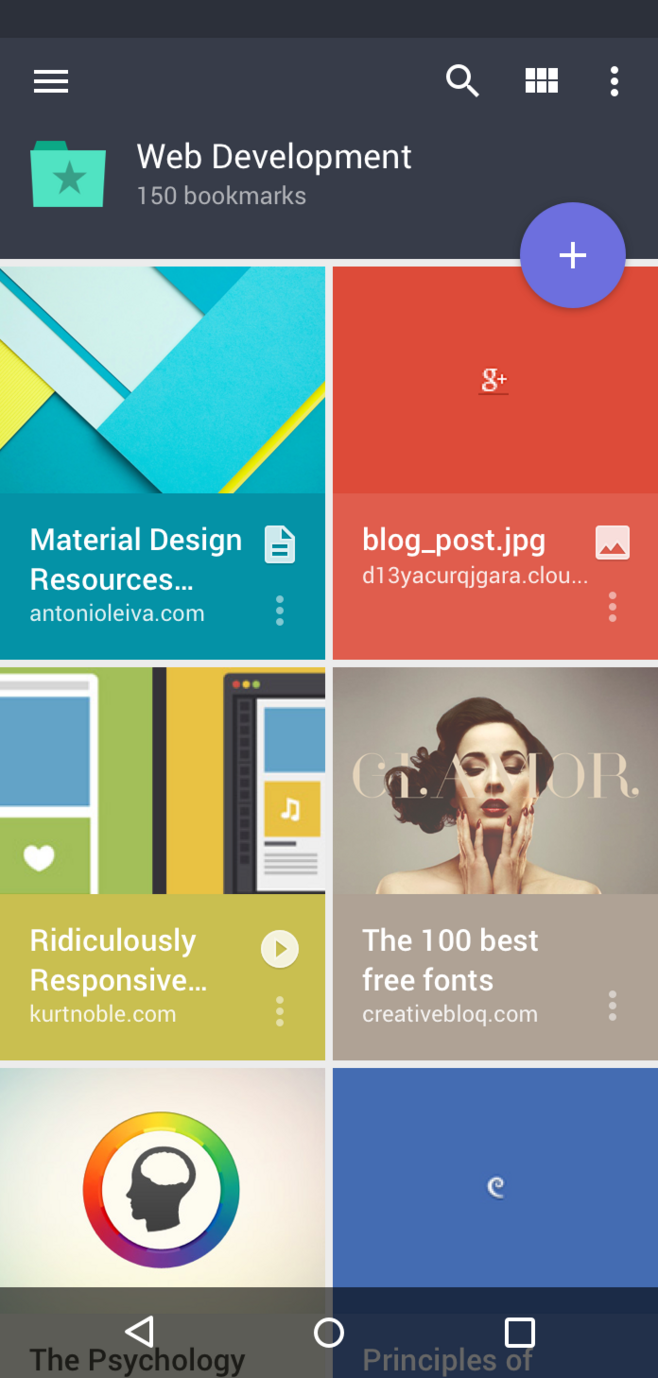 Web Development
150 bookmarks
g+
Material Design
Resources...
antonioleiva.com
blog_post.jpg
d13yacurqjgara.clou...
Ridiculously
Responsive...
kurtnoble.com
GLAMOR.
The 100 best
free fonts
creativebloq.com
The Psychology
Principles of